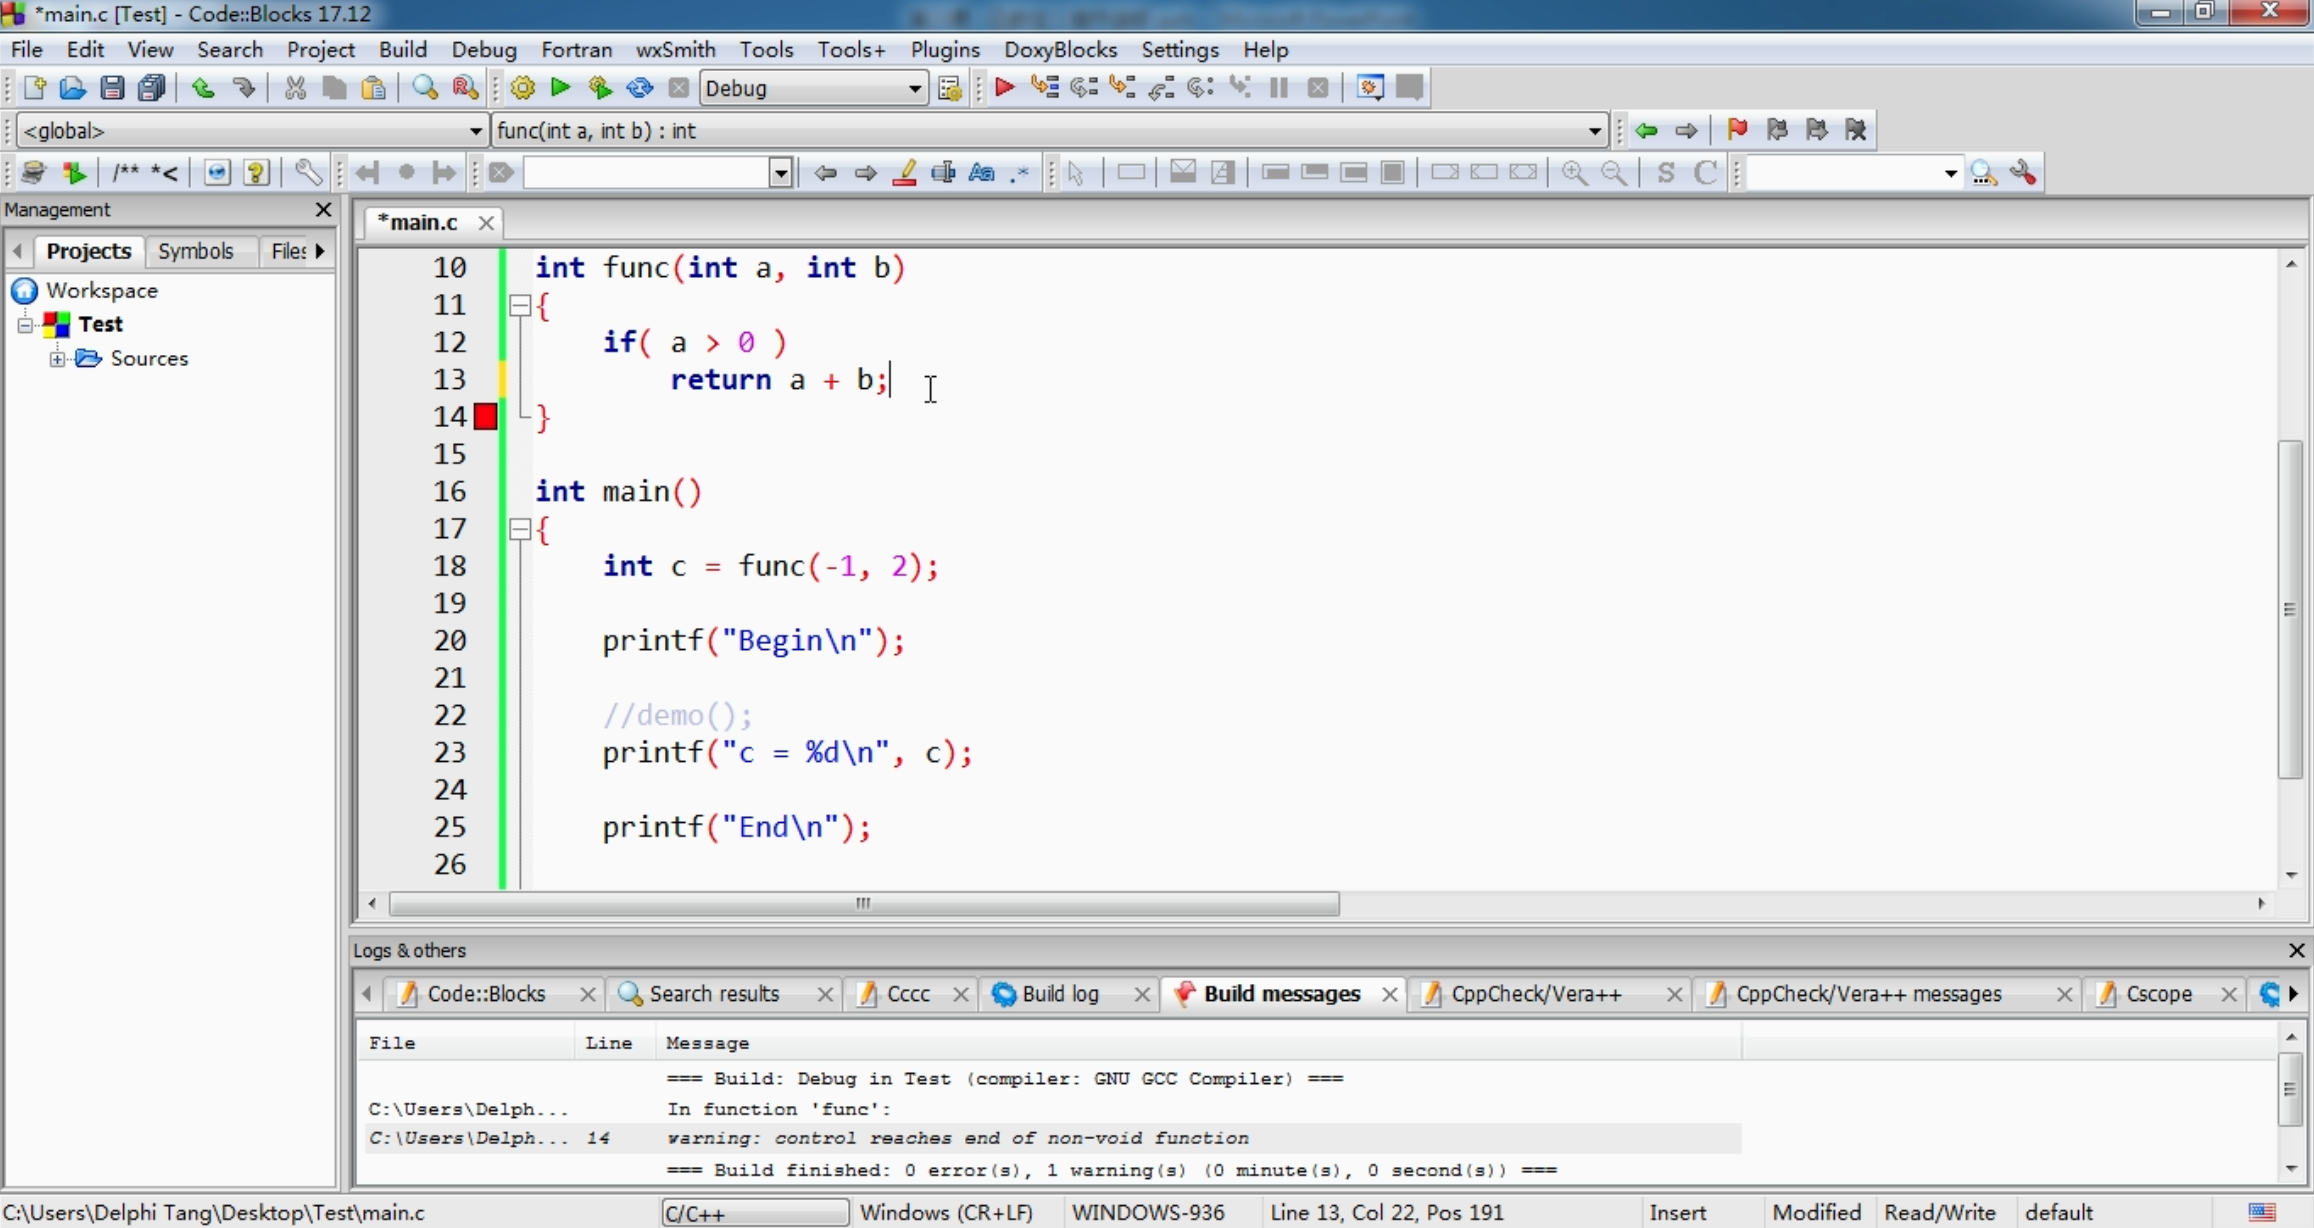 *main.c [Test] - Code::Blocks 17.12
File Edit View Search Project Build Debug Fortran wxSmith Tools Tools+ Plugins DoxyBlocks Settings Help
Debug
<global> func(int a, int b) : int
/** *< Aa .* S C
Management
*main.c
Projects Symbols Files
Workspace
Test
Sources
10 int func(int a, int b)
11 {
12 if( a > 0 )
13 return a + b;
14 }
15
16 int main()
17 {
18 int c = func(-1, 2);
19
20 printf("Begin\n");
21
22 //demo();
23 printf("c = %d\n", c);
24
25 printf("End\n");
26
Logs & others
Code::Blocks Search results Cccc Build log Build messages CppCheck/Vera++ CppCheck/Vera++ messages Cscope
File Line Message
=== Build: Debug in Test (compiler: GNU GCC Compiler) ===
C:\Users\Delph... In function 'func':
C:\Users\Delph... 14 warning: control reaches end of non-void function
=== Build finished: 0 error(s), 1 warning(s) (0 minute(s), 0 second(s)) ===
C:\Users\Delphi Tang\Desktop\Test\main.c C/C++ Windows (CR+LF) WINDOWS-936 Line 13, Col 22, Pos 191 Insert Modified Read/Write default